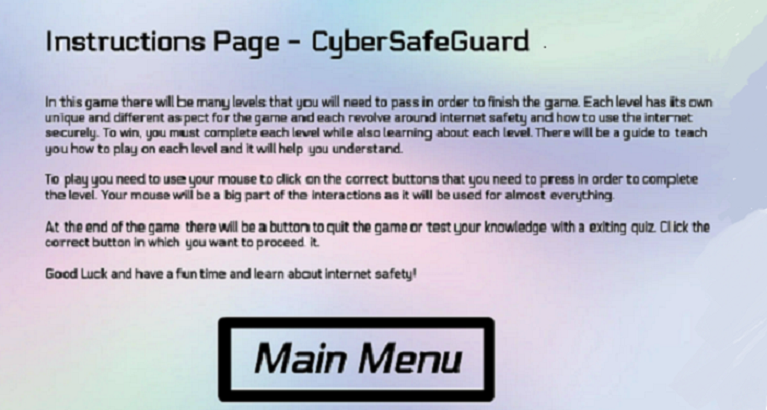 Instructions Page - CyberSafeGuard .
In this game there will be many levels that you will need to pass in order to finish the game. Each level has its own
unique and different aspect for the game and each revolve around internet safety and how to use the internet
securely. To win, you must complete each level while also learning about each level. There will be a guide to teach
you how to play on each level and it will help you understand.
To play you need to use your mouse to click on the correct buttons that you need to press in order to complete
the level. Your mouse will be a big part of the interactions as it will be used for almost everything.
At the end of the game there will be a button to quit the game or test your knowledge with a exiting quiz. Click the
correct button in which you want to proceed it.
Good Luck and have a fun time and learn about internet safety!
Main Menu